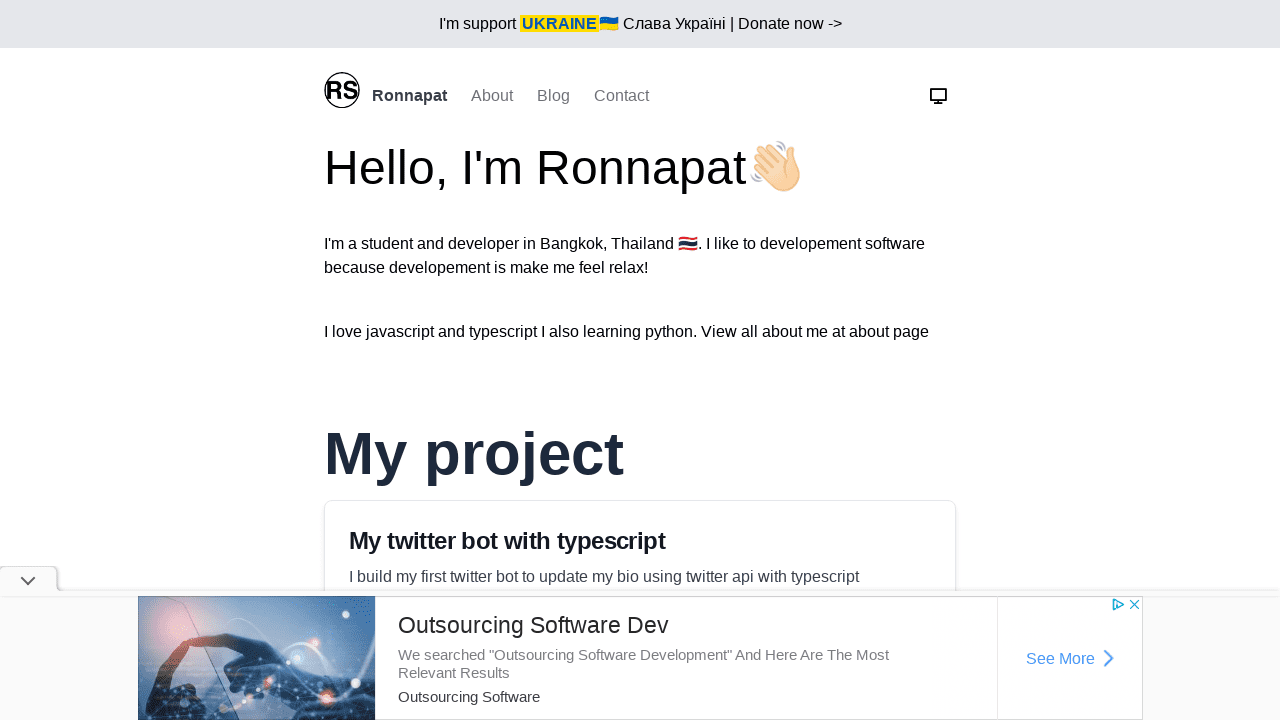 I'm support UKRAINE🇺🇦 Слава Україні | Donate now ->
RS Ronnapat About Blog Contact
Hello, I'm Ronnapat👋🏻
I'm a student and developer in Bangkok, Thailand 🇹🇭. I like to developement software
because developement is make me feel relax!
I love javascript and typescript I also learning python. View all about me at about page
My project
My twitter bot with typescript
I build my first twitter bot to update my bio using twitter api with typescript
Outsourcing Software Dev
We searched "Outsourcing Software Development" And Here Are The Most
Relevant Results
Outsourcing Software
See More